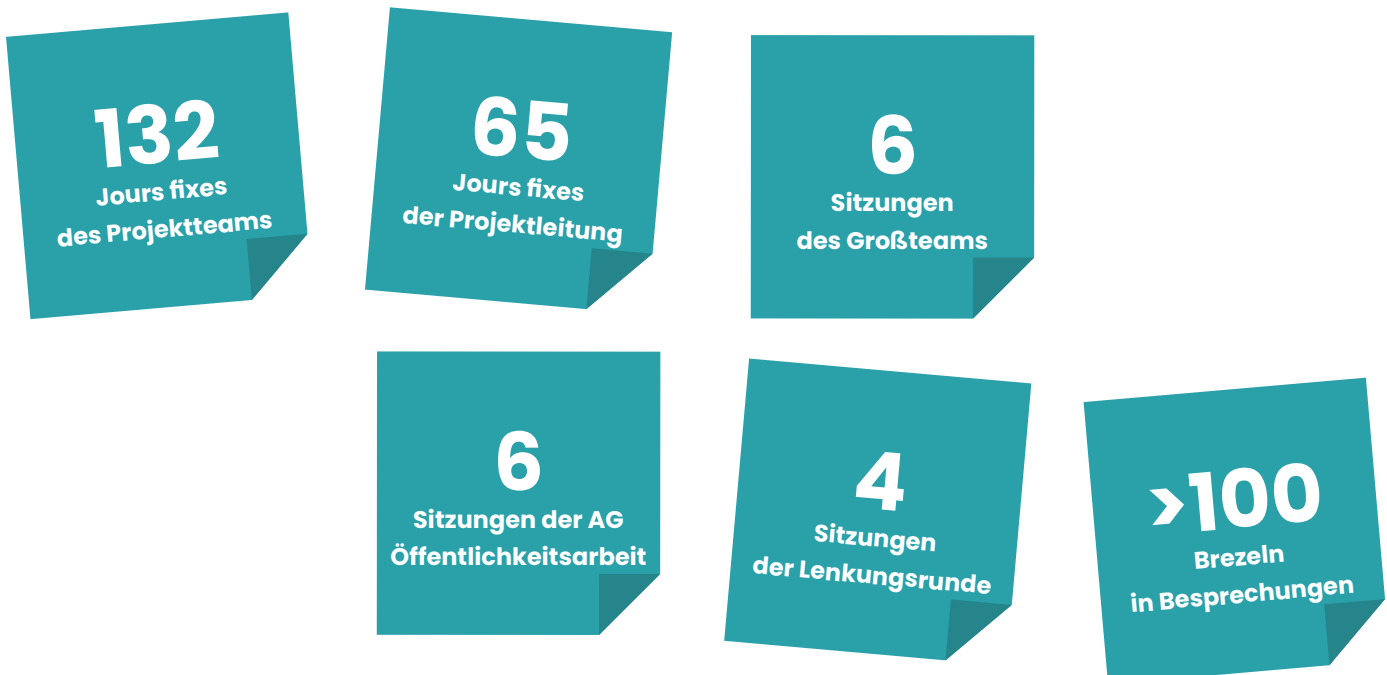 132
Jours fixes
des Projektteams
65
Jours fixes
der Projektleitung
6
Sitzungen
des Großteams
6
Sitzungen der AG
Öffentlichkeitsarbeit
4
Sitzungen
der Lenkungsrunde
>100
Brezeln
in Besprechungen